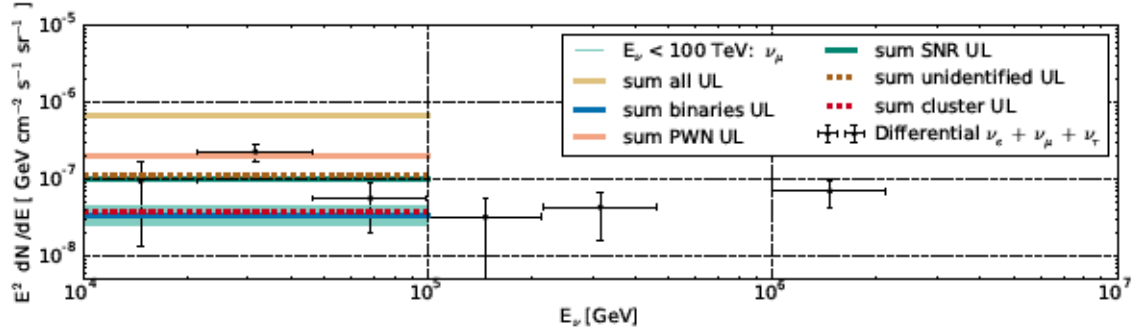 E² dN/dE [ GeV cm⁻² s⁻¹ sr⁻¹ ]
10⁻⁵
10⁻⁶
10⁻⁷
10⁻⁸
E_ν < 100 TeV: ν_μ
sum all UL
sum binaries UL
sum PWN UL
sum SNR UL
sum unidentified UL
sum cluster UL
Differential ν_e + ν_μ + ν_τ
10⁴ 10⁵ 10⁶ 10⁷
E_ν [GeV]